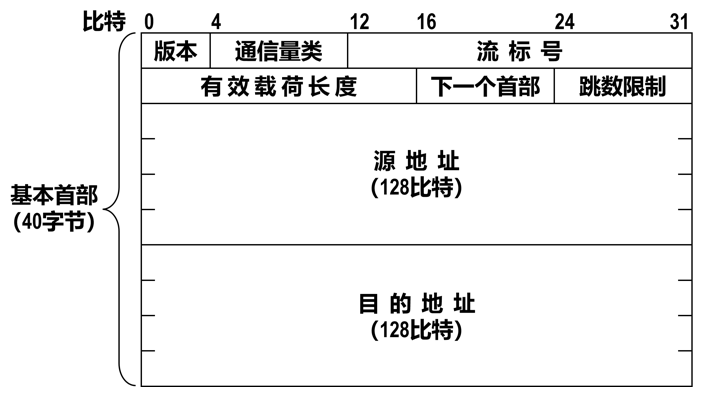 比特 0 4 12 16 24 31
版本 通信量类 流标号
有效载荷长度 下一个首部 跳数限制
源地址
(128比特)
基本首部
(40字节)
目的地址
(128比特)